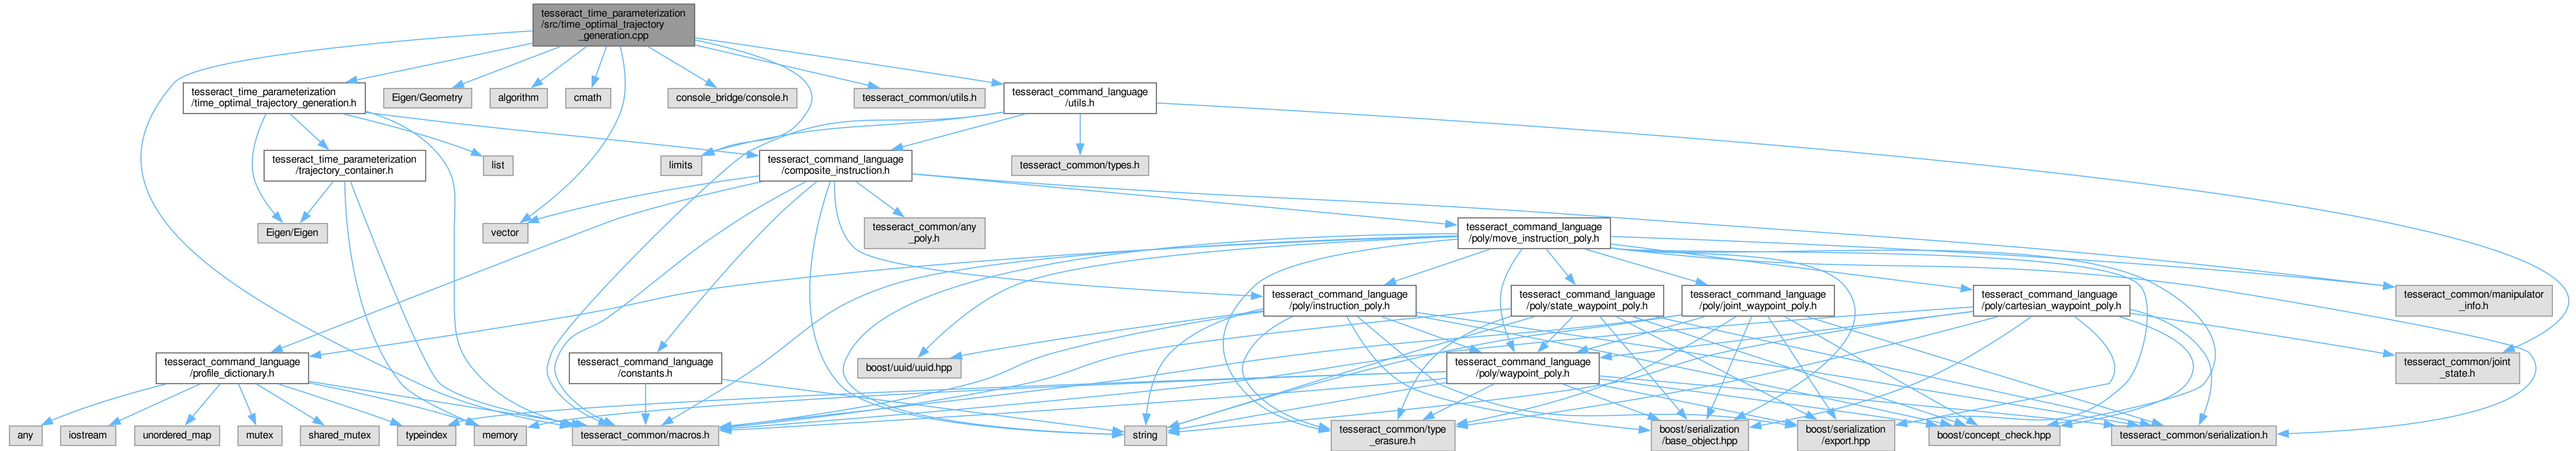 tesseract_time_parameterization
/src/time_optimal_trajectory
_generation.cpp
tesseract_time_parameterization
/time_optimal_trajectory_generation.h
Eigen/Geometry
algorithm
cmath
console_bridge/console.h
tesseract_common/utils.h
tesseract_command_language
/utils.h
tesseract_time_parameterization
/trajectory_container.h
list
limits
tesseract_command_language
/composite_instruction.h
tesseract_common/types.h
Eigen/Eigen
vector
tesseract_common/any
_poly.h
tesseract_command_language
/poly/move_instruction_poly.h
tesseract_command_language
/poly/instruction_poly.h
tesseract_command_language
/poly/state_waypoint_poly.h
tesseract_command_language
/poly/joint_waypoint_poly.h
tesseract_command_language
/poly/cartesian_waypoint_poly.h
tesseract_common/manipulator
_info.h
tesseract_command_language
/profile_dictionary.h
tesseract_command_language
/constants.h
boost/uuid/uuid.hpp
tesseract_command_language
/poly/waypoint_poly.h
tesseract_common/joint
_state.h
any
iostream
unordered_map
mutex
shared_mutex
typeindex
memory
tesseract_common/macros.h
string
tesseract_common/type
_erasure.h
boost/serialization
/base_object.hpp
boost/serialization
/export.hpp
boost/concept_check.hpp
tesseract_common/serialization.h